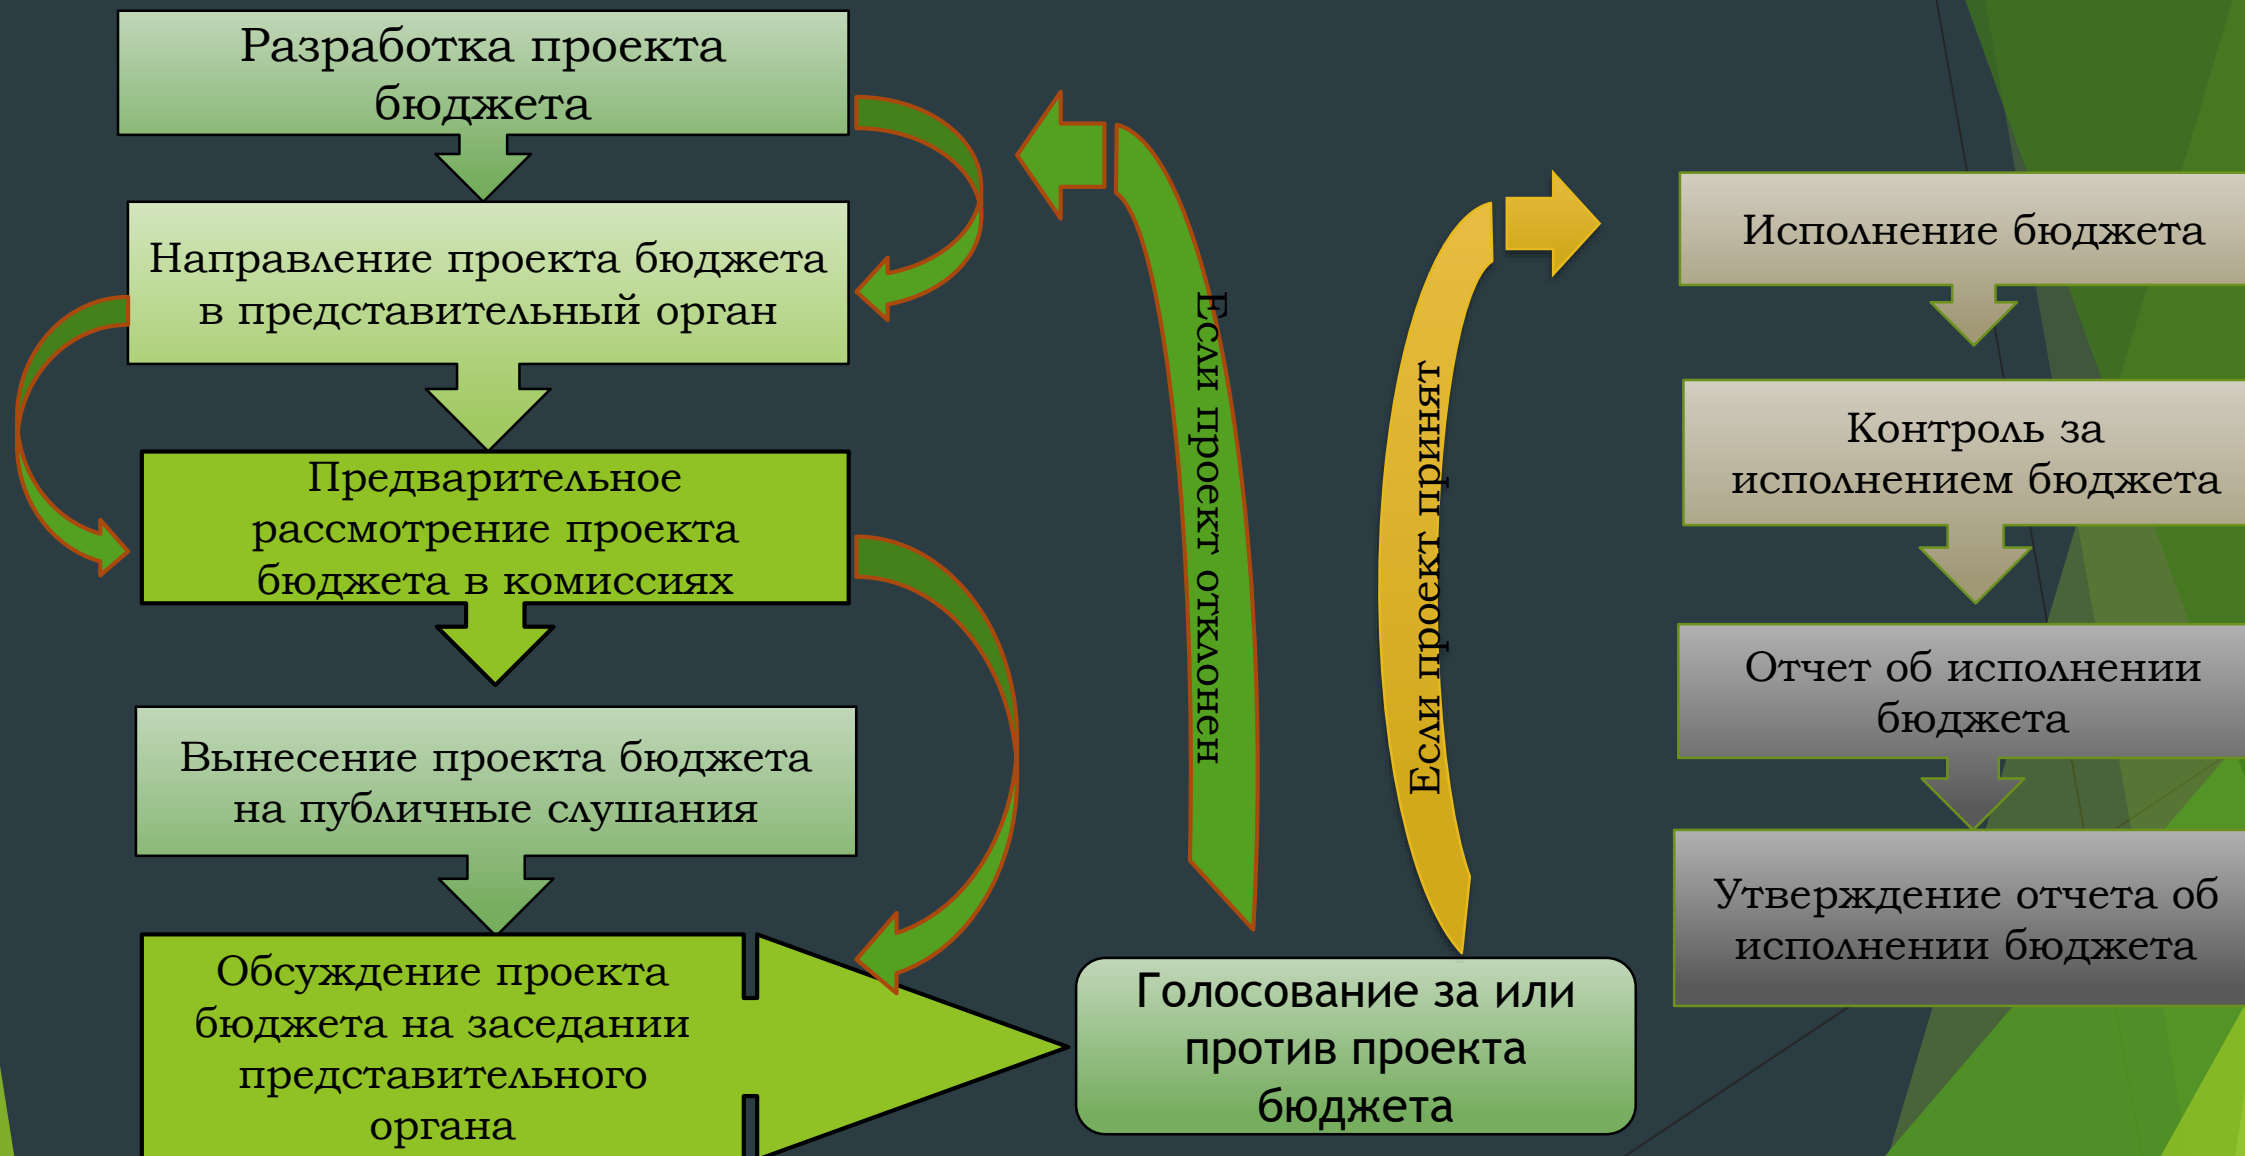 Разработка проекта
бюджета
Направление проекта бюджета
в представительный орган
Предварительное
рассмотрение проекта
бюджета в комиссиях
Вынесение проекта бюджета
на публичные слушания
Обсуждение проекта
бюджета на заседании
представительного
органа
Если проект отклонен
Если проект принят
Голосование за или
против проекта
бюджета
Исполнение бюджета
Контроль за
исполнением бюджета
Отчет об исполнении
бюджета
Утверждение отчета об
исполнении бюджета